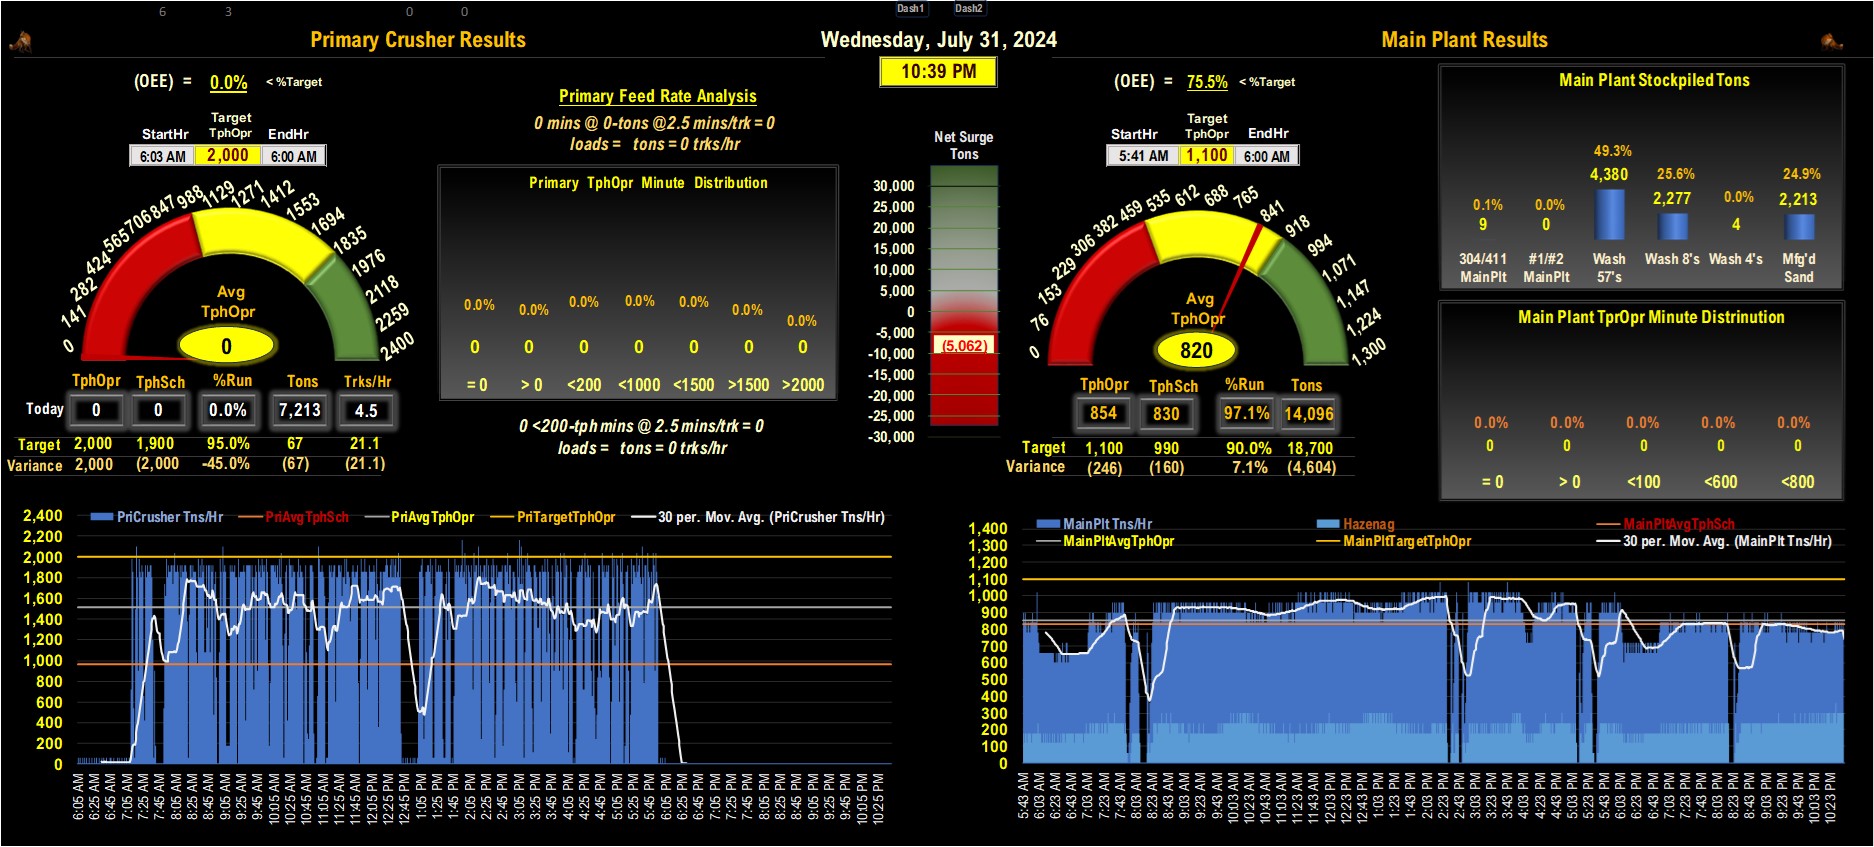 6 3 0 0 Dash1 Dash2
Primary Crusher Results
Wednesday, July 31, 2024
Main Plant Results
10:39 PM
(OEE) = 0.0% < %Target
Target
StartHr TphOpr EndHr
6:03 AM 2,000 6:00 AM
0 141 282 424 565 706 847 988 1129 1271 1412 1553 1694 1835 1976 2118 2259 2400
Avg
TphOpr
0
TphOpr TphSch %Run Tons Trks/Hr
Today 0 0 0.0% 7,213 4.5
Target 2,000 1,900 95.0% 67 21.1
Variance 2,000 (2,000 -45.0% (67) (21.1)
Primary Feed Rate Analysis
0 mins @ 0-tons @2.5 mins/trk = 0
loads = tons = 0 trks/hr
Primary TphOpr Minute Distribution
0.0% 0.0% 0.0% 0.0% 0.0% 0.0% 0.0%
0 0 0 0 0 0 0
= 0 > 0 <200 <1000 <1500 >1500 >2000
0 <200-tph mins @ 2.5 mins/trk = 0
loads = tons = 0 trks/hr
Net Surge
Tons
30,000
25,000
20,000
15,000
10,000
5,000
0
-5,000
(5,062)
-10,000
-15,000
-20,000
-25,000
-30,000
(OEE) = 75.5% < %Target
Target
StartHr TphOpr EndHr
5:41 AM 1,100 6:00 AM
0 76 153 229 306 382 459 535 612 688 765 841 918 994 1,071 1,147 1,224 1,300
Avg
TphOpr
820
TphOpr TphSch %Run Tons
854 830 97.1% 14,096
Target 1,100 990 90.0% 18,700
Variance (246) (160) 7.1% (4,604)
Main Plant Stockpiled Tons
0.1% 0.0% 49.3% 25.6% 0.0% 24.9%
9 0 4,380 2,277 4 2,213
304/411 #1/#2 Wash Wash 8's Wash 4's Mfg'd
MainPlt MainPlt 57's Sand
Main Plant TprOpr Minute Distrinution
0.0% 0.0% 0.0% 0.0% 0.0%
0 0 0 0 0
= 0 > 0 <100 <600 <800
PriCrusher Tns/Hr PriAvgTphSch PriAvgTphOpr PriTargetTphOpr 30 per. Mov. Avg. (PriCrusher Tns/Hr)
2,400
2,200
2,000
1,800
1,600
1,400
1,200
1,000
800
600
400
200
0
6:05 AM 6:25 AM 6:45 AM 7:05 AM 7:25 AM 7:45 AM 8:05 AM 8:25 AM 8:45 AM 9:05 AM 9:25 AM 9:45 AM 10:05 AM 10:25 AM 10:45 AM 11:05 AM 11:25 AM 11:45 AM 12:05 PM 12:25 PM 12:45 PM 1:05 PM 1:25 PM 1:45 PM 2:05 PM 2:25 PM 2:45 PM 3:05 PM 3:25 PM 3:45 PM 4:05 PM 4:25 PM 4:45 PM 5:05 PM 5:25 PM 5:45 PM 6:05 PM 6:25 PM 6:45 PM 7:05 PM 7:25 PM 7:45 PM 8:05 PM 8:25 PM 8:45 PM 9:05 PM 9:25 PM 9:45 PM 10:05 PM 10:25 PM
MainPlt Tns/Hr Hazenag MainPltAvgTphSch
MainPltAvgTphOpr MainPltTargetTphOpr 30 per. Mov. Avg. (MainPlt Tns/Hr)
1,400
1,300
1,200
1,100
1,000
900
800
700
600
500
400
300
200
100
0
5:43 AM 6:03 AM 6:23 AM 6:43 AM 7:03 AM 7:23 AM 7:43 AM 8:03 AM 8:23 AM 8:43 AM 9:03 AM 9:23 AM 9:43 AM 10:03 AM 10:23 AM 10:43 AM 11:03 AM 11:23 AM 11:43 AM 12:03 PM 12:23 PM 12:43 PM 1:03 PM 1:23 PM 1:43 PM 2:03 PM 2:23 PM 2:43 PM 3:03 PM 3:23 PM 3:43 PM 4:03 PM 4:23 PM 4:43 PM 5:03 PM 5:23 PM 5:43 PM 6:03 PM 6:23 PM 6:43 PM 7:03 PM 7:23 PM 7:43 PM 8:03 PM 8:23 PM 8:43 PM 9:03 PM 9:23 PM 9:43 PM 10:03 PM 10:23 PM